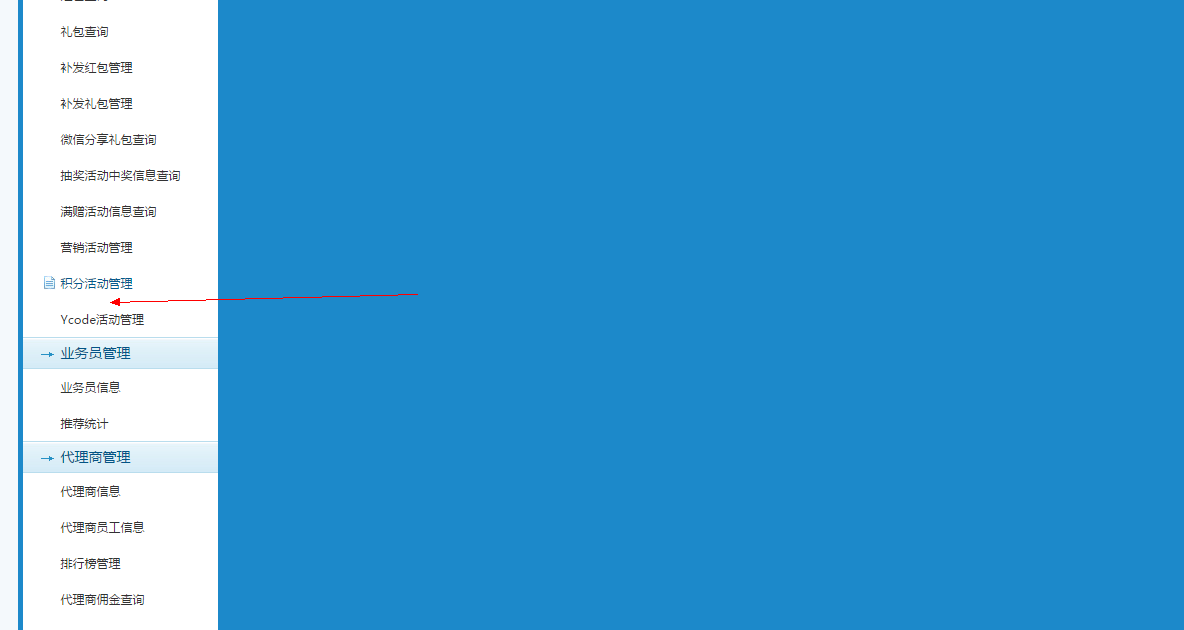 礼包查询
补发红包管理
补发礼包管理
微信分享礼包查询
抽奖活动中奖信息查询
满赠活动信息查询
营销活动管理
积分活动管理
Ycode活动管理
业务员管理
业务员信息
推荐统计
代理商管理
代理商信息
代理商员工信息
排行榜管理
代理商佣金查询